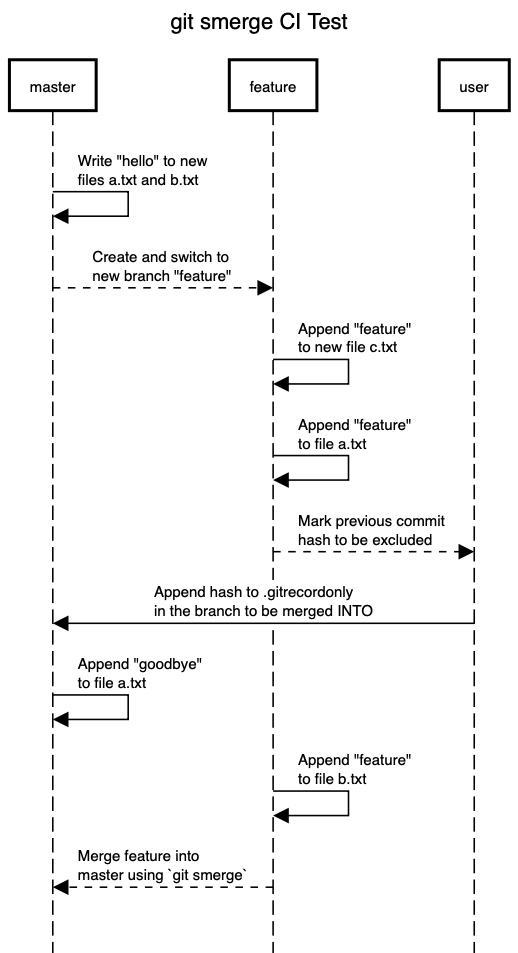 git smerge CI Test
master
feature
user
Write "hello" to new
files a.txt and b.txt
Create and switch to
new branch "feature"
Append "feature"
to new file c.txt
Append "feature"
to file a.txt
Mark previous commit
hash to be excluded
Append hash to .gitrecordonly
in the branch to be merged INTO
Append "goodbye"
to file a.txt
Append "feature"
to file b.txt
Merge feature into
master using `git smerge`